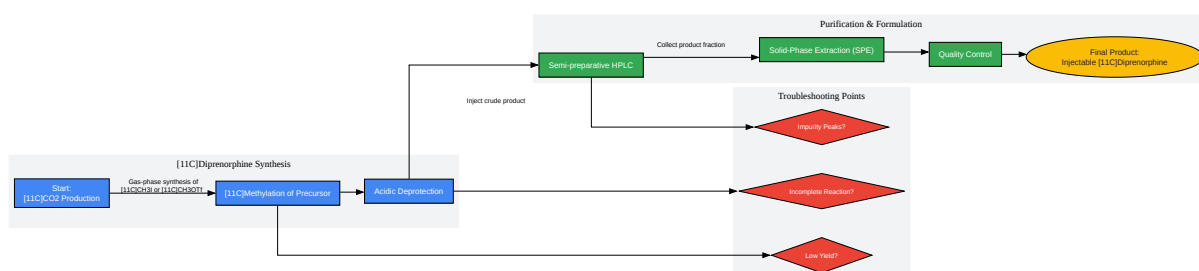 Purification & Formulation
Collect product fraction
Semi-preparative HPLC
Solid-Phase Extraction (SPE)
Quality Control
Final Product:
Injectable [11C]Diprenorphine
Inject crude product
Troubleshooting Points
Impurity Peaks?
Incomplete Reaction?
Low Yield?
[11C]Diprenorphine Synthesis
Start:
[11C]CO2 Production
Gas-phase synthesis of
[11C]CH3I or [11C]CH3OTf
[11C]Methylation of Precursor
Acidic Deprotection